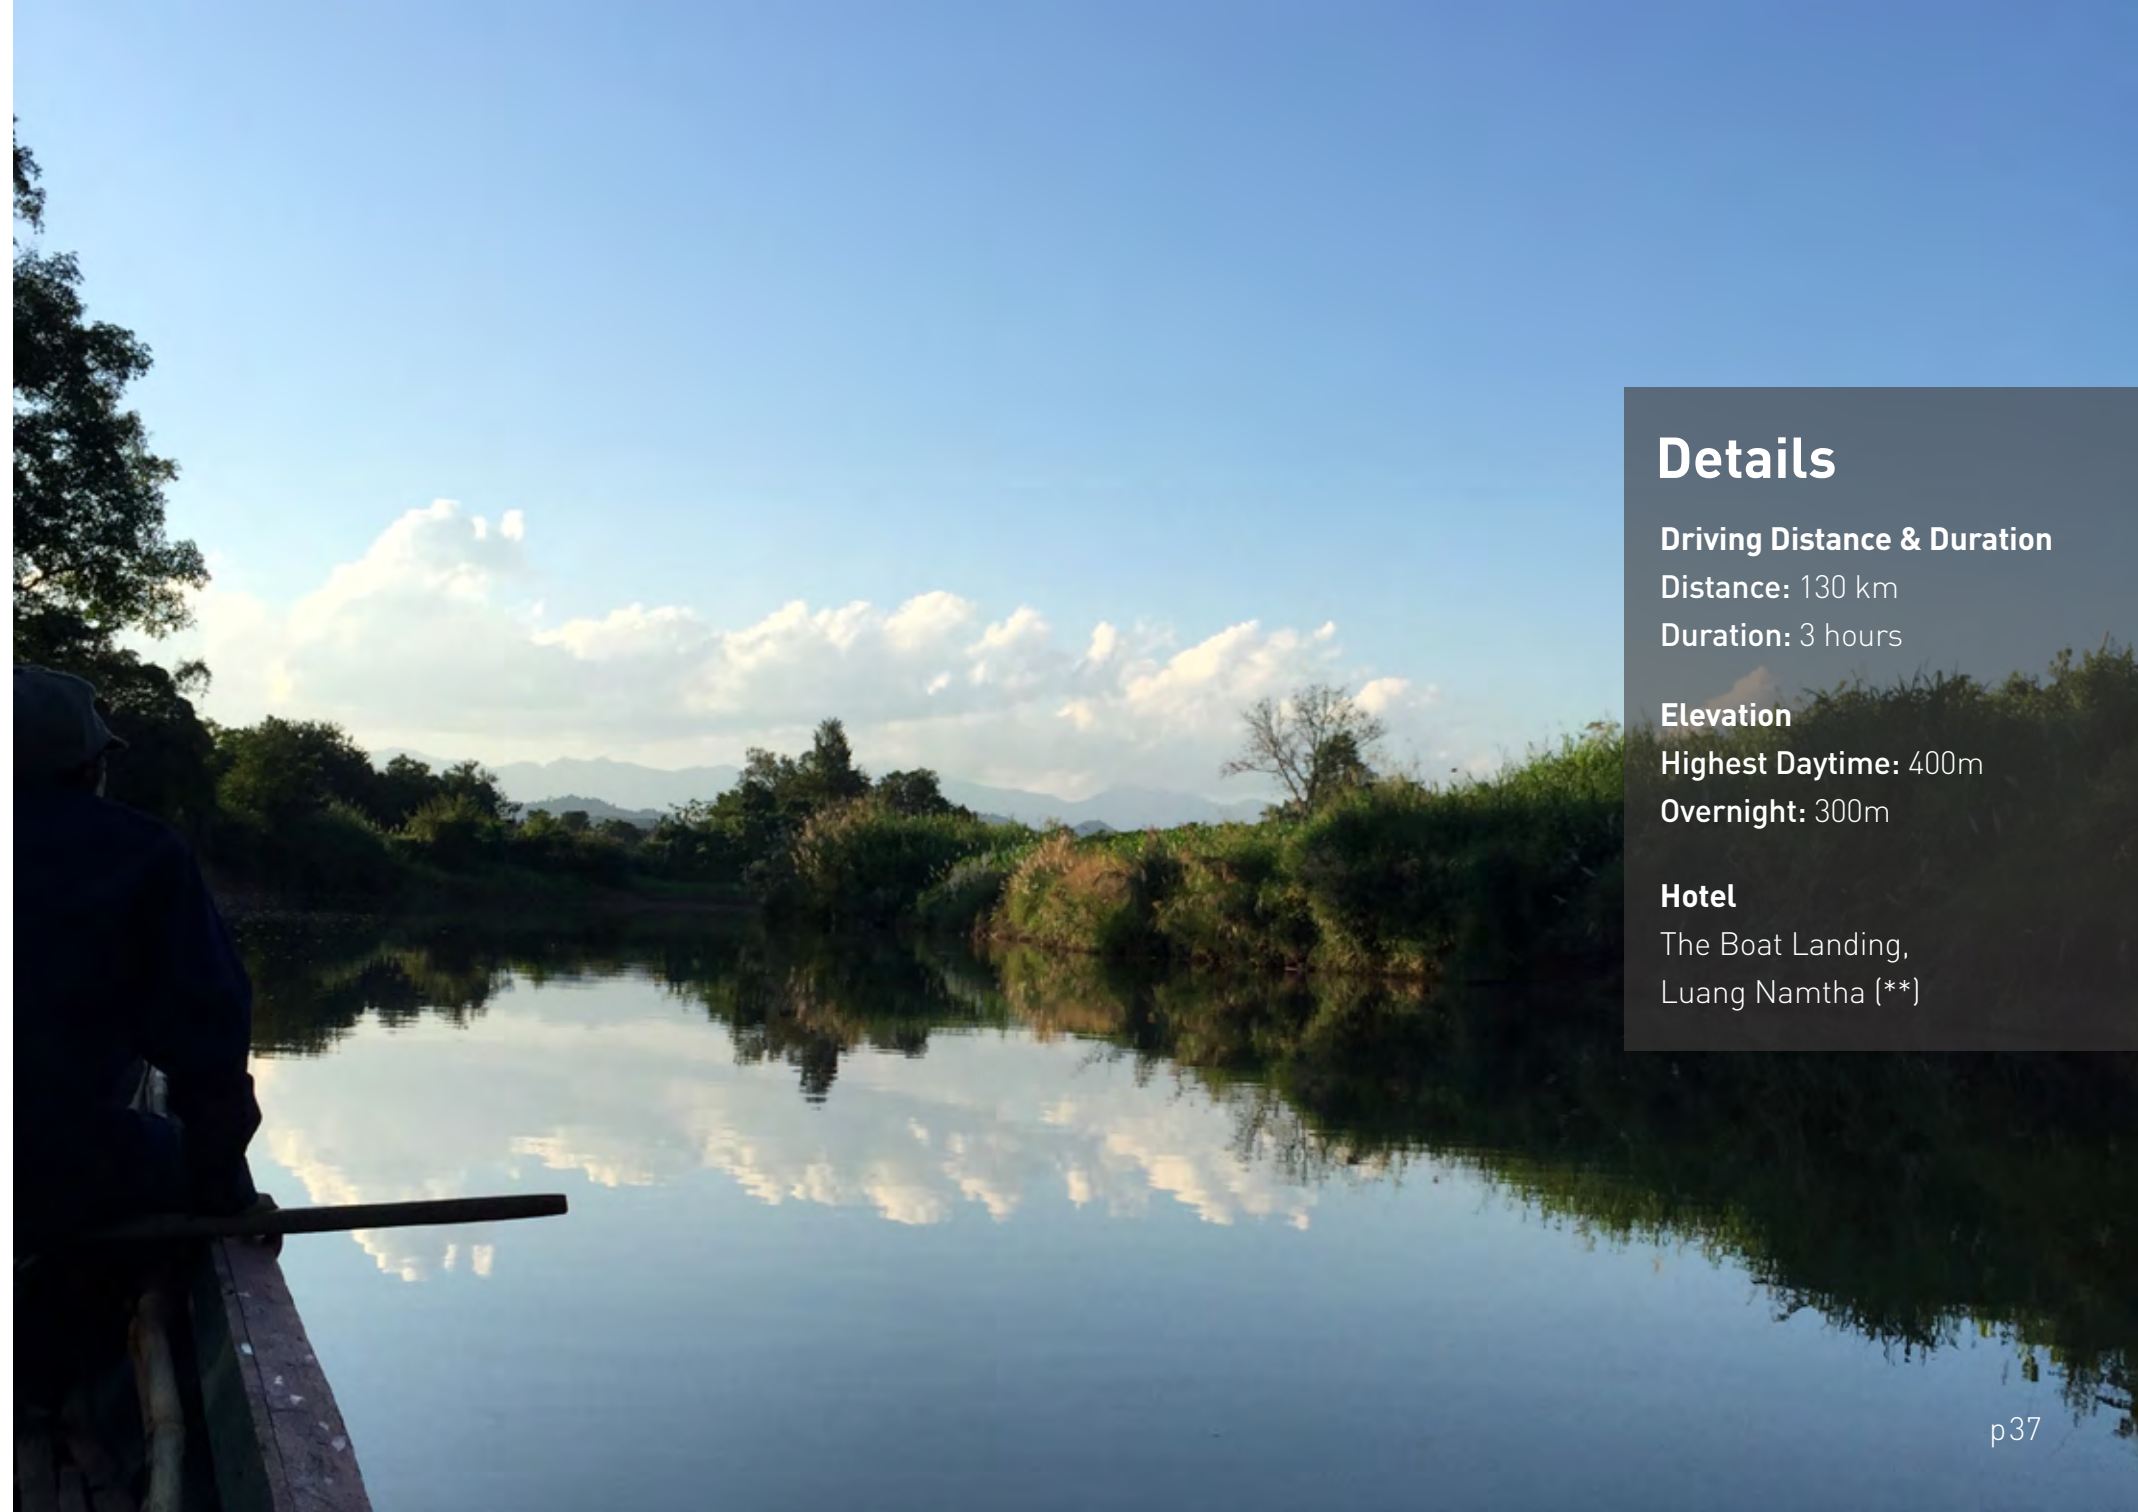 Details
Driving Distance & Duration
Distance: 130 km
Duration: 3 hours
Elevation
Highest Daytime: 400m
Overnight: 300m
Hotel
The Boat Landing,
Luang Namtha (**)
p37